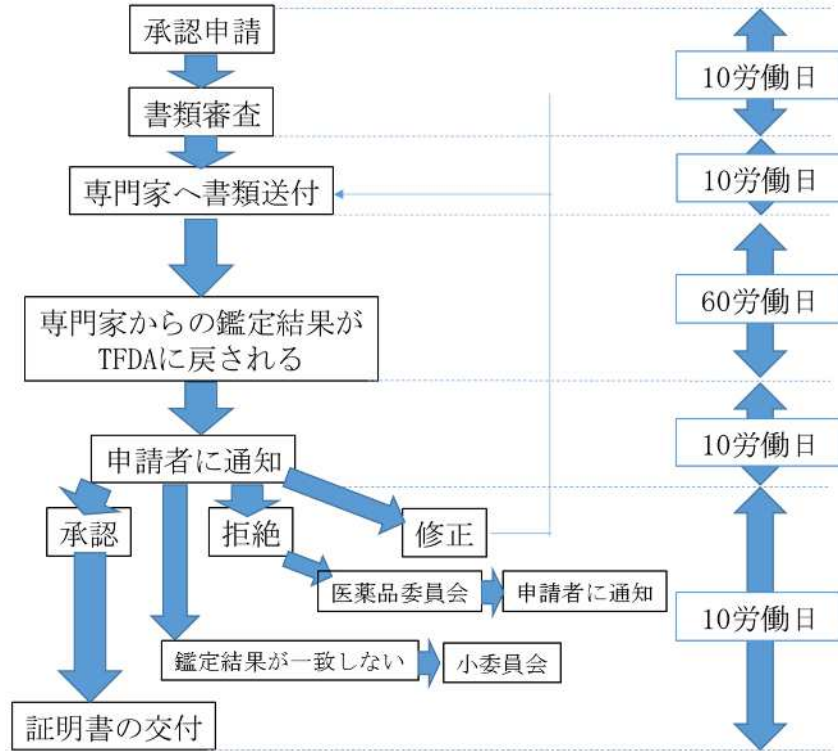 承認申請
10労働日
書類審査
専門家へ書類送付
10労働日
60労働日
専門家からの鑑定結果が
TFDAに戻される
10労働日
申請者に通知
承認
拒絶
修正
医薬品委員会
申請者に通知
10労働日
鑑定結果が一致しない
小委員会
証明書の交付